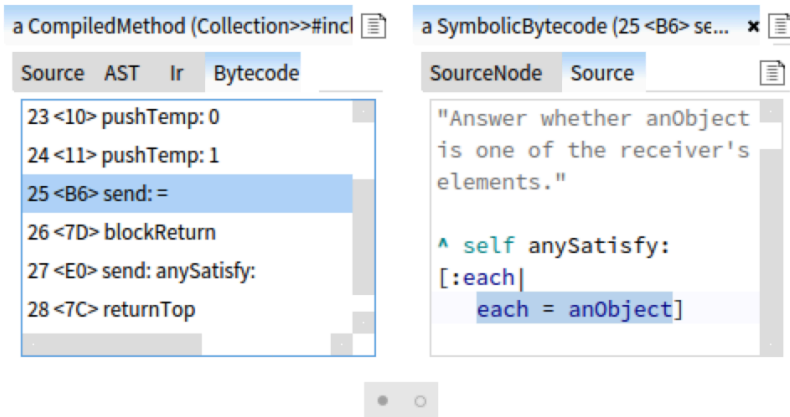 a CompiledMethod (Collection>>#incl
Source AST Ir Bytecode
23 <10> pushTemp: 0
24 <11> pushTemp: 1
25 <B6> send: =
26 <7D> blockReturn
27 <E0> send: anySatisfy:
28 <7C> returnTop
a SymbolicBytecode (25 <B6> se...
SourceNode Source
"Answer whether anObject
is one of the receiver's
elements."
^ self anySatisfy:
[:each|
each = anObject]